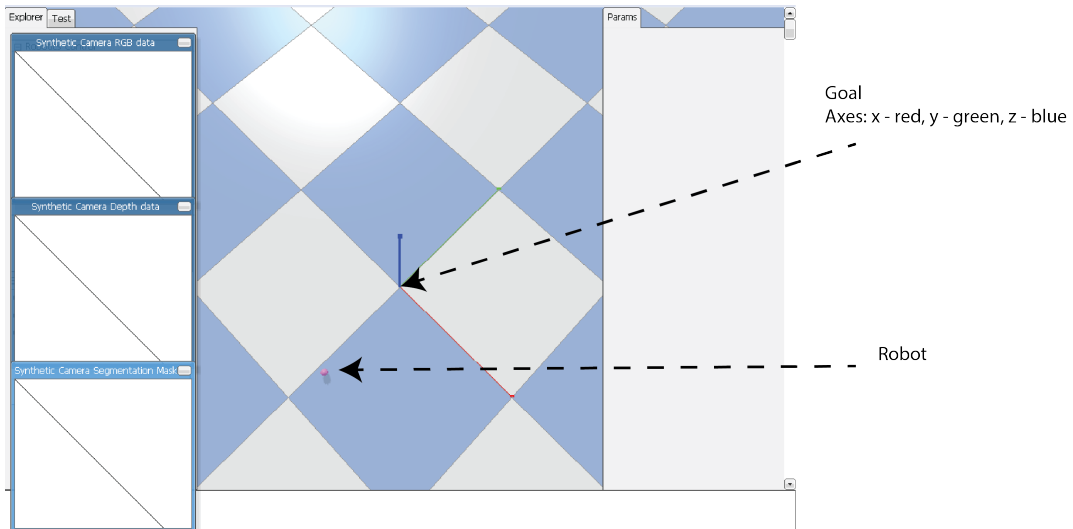 Explorer
Test
Params
Synthetic Camera RGB data
Synthetic Camera Depth data
Synthetic Camera Segmentation Mask
Goal
Axes: x - red, y - green, z - blue
Robot